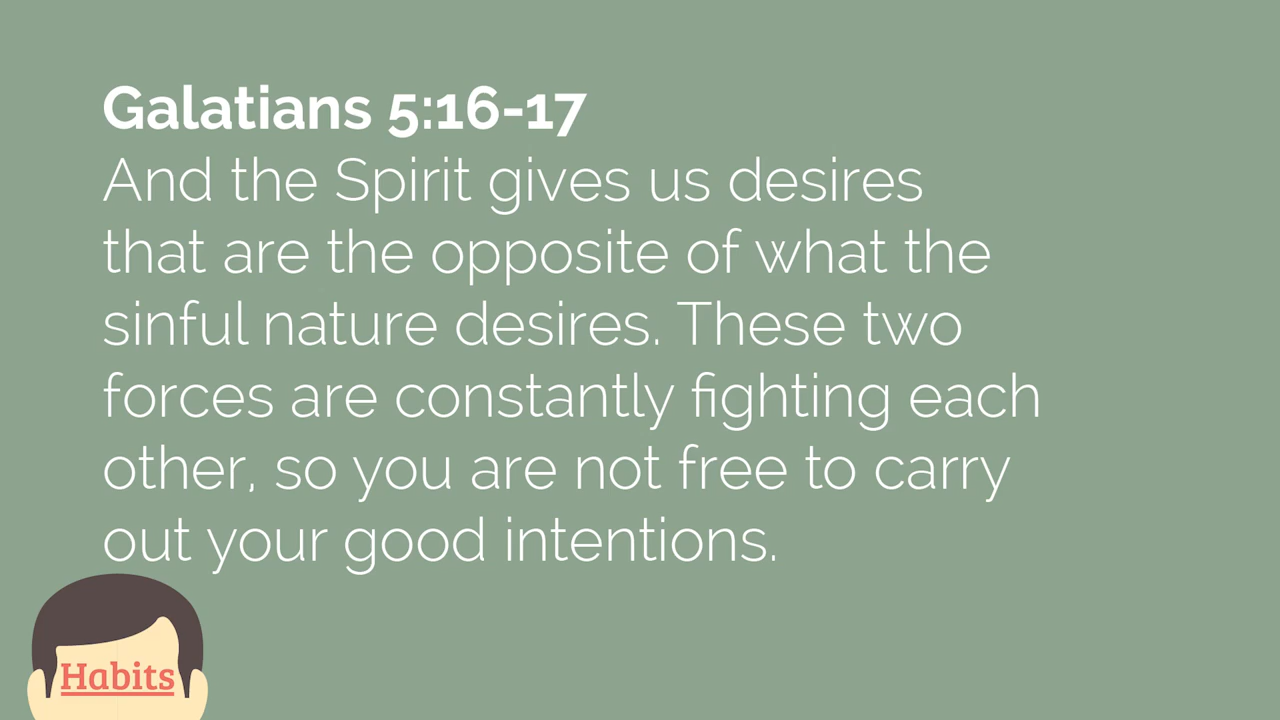 Galatians 5:16-17
And the Spirit gives us desires
that are the opposite of what the
sinful nature desires. These two
forces are constantly fighting each
other, so you are not free to carry
out your good intentions.
Habits